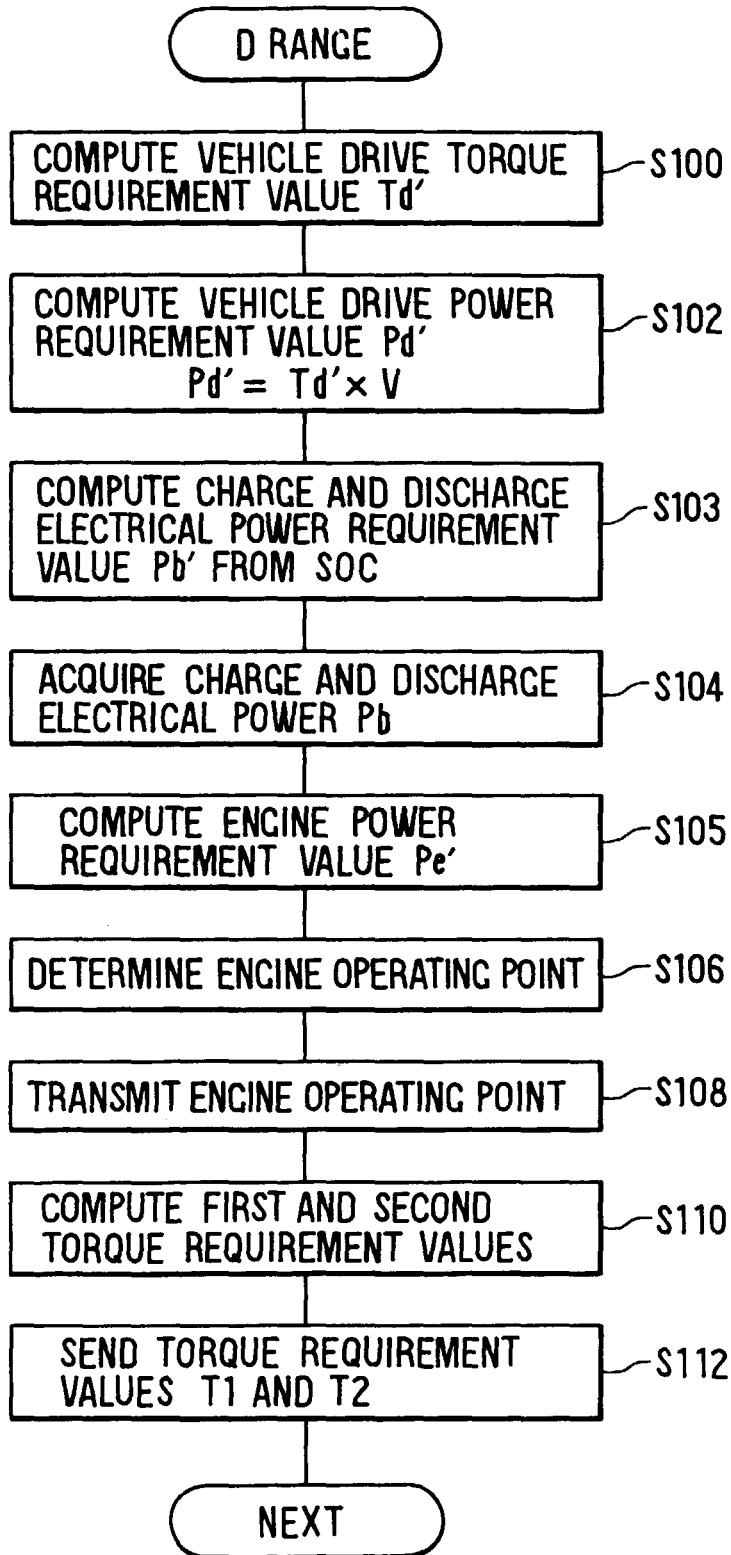 D RANGE
COMPUTE VEHICLE DRIVE TORQUE
REQUIREMENT VALUE Td′
S100
COMPUTE VEHICLE DRIVE POWER
REQUIREMENT VALUE Pd′
Pd′ = Td′ × V
S102
COMPUTE CHARGE AND DISCHARGE
ELECTRICAL POWER REQUIREMENT
VALUE Pb′ FROM SOC
S103
ACQUIRE CHARGE AND DISCHARGE
ELECTRICAL POWER Pb
S104
COMPUTE ENGINE POWER
REQUIREMENT VALUE Pe′
S105
DETERMINE ENGINE OPERATING POINT
S106
TRANSMIT ENGINE OPERATING POINT
S108
COMPUTE FIRST AND SECOND
TORQUE REQUIREMENT VALUES
S110
SEND TORQUE REQUIREMENT
VALUES T1 AND T2
S112
NEXT